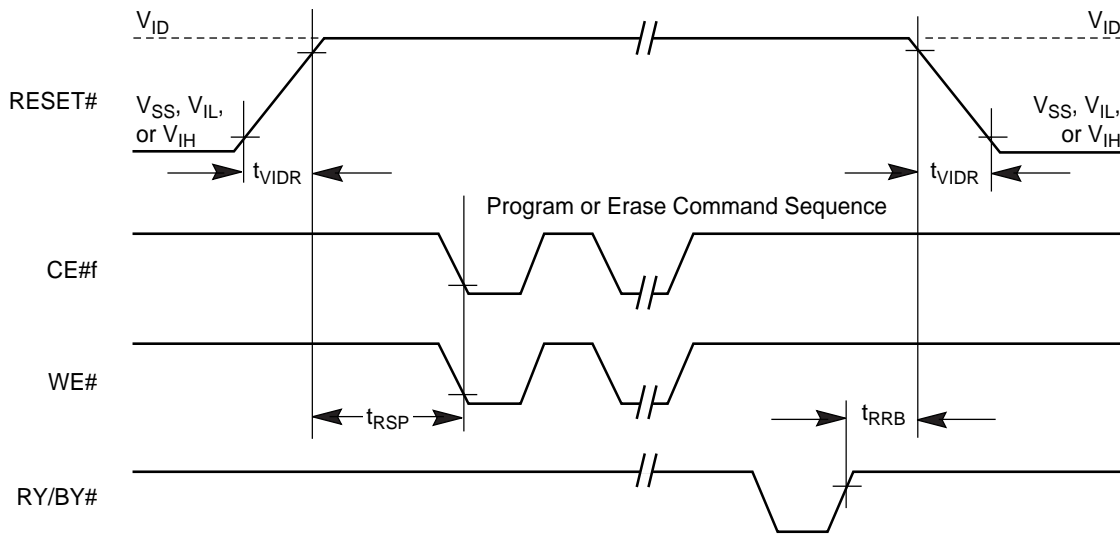 V_ID V_ID
RESET#
V_SS, V_IL, V_SS, V_IL,
or V_IH or V_IH
t_VIDR t_VIDR
Program or Erase Command Sequence
CE#f
WE#
t_RSP t_RRB
RY/BY#